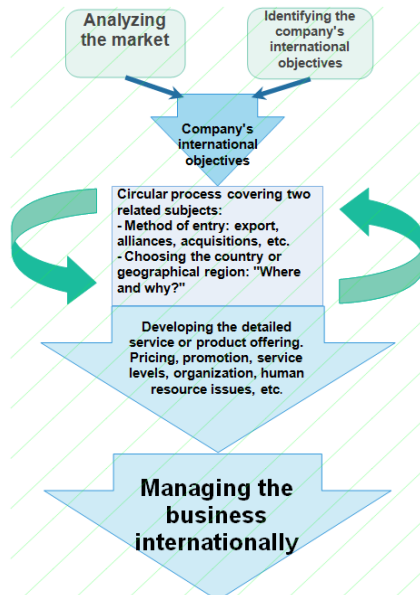 Analyzing
the market
Identifying the
company's
international
objectives
Company's
international
objectives
Circular process covering two
related subjects:
- Method of entry: export,
alliances, acquisitions, etc.
- Choosing the country or
geographical region: "Where
and why?"
Developing the detailed
service or product offering.
Pricing, promotion, service
levels, organization, human
resource issues, etc.
Managing the
business
internationally